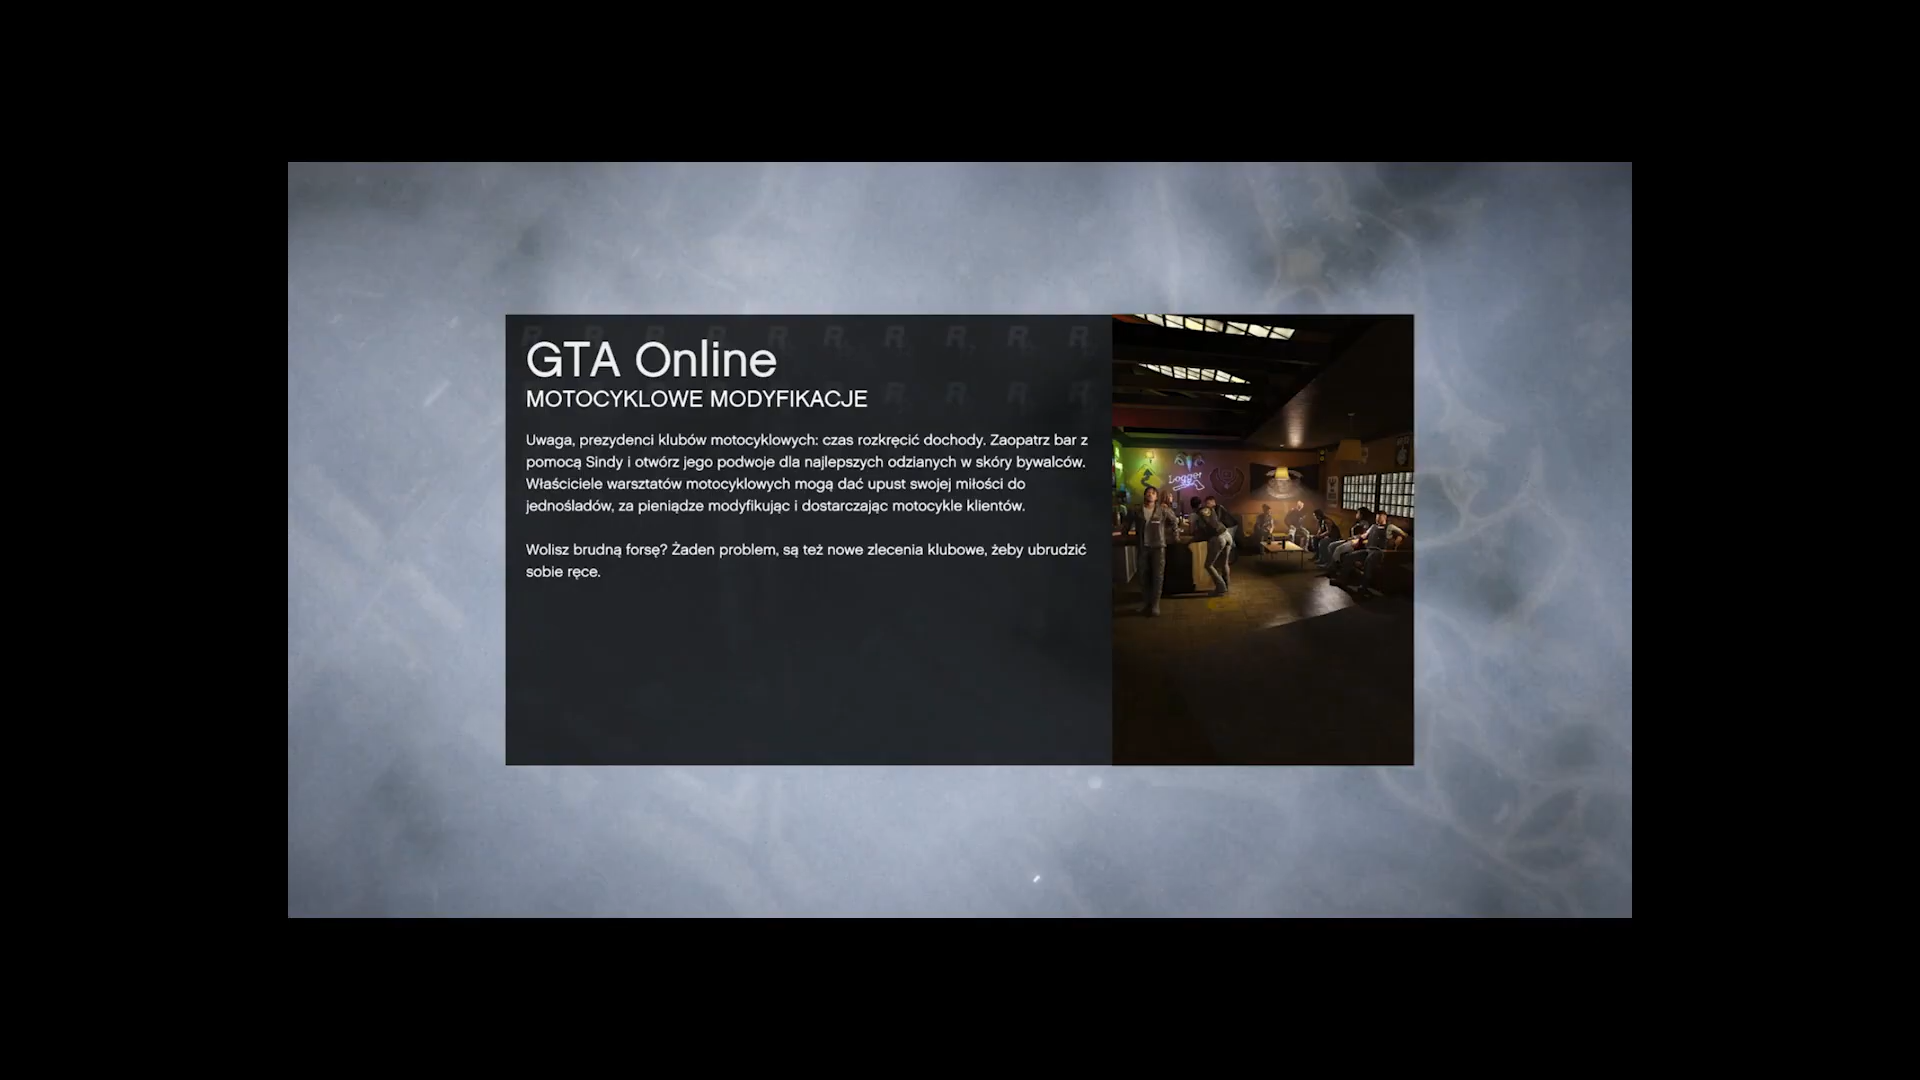 GTA Online
MOTOCYKLOWE MODYFIKACJE
Uwaga, prezydenci klubów motocyklowych: czas rozkręcić dochody. Zaopatrz bar z
pomocą Sindy i otwórz jego podwoje dla najlepszych odzianych w skóry bywalców.
Właściciele warsztatów motocyklowych mogą dać upust swojej miłości do
jednośladów, za pieniądze modyfikując i dostarczając motocykle klientów.
Wolisz brudną forsę? Żaden problem, są też nowe zlecenia klubowe, żeby ubrudzić
sobie ręce.
Logger